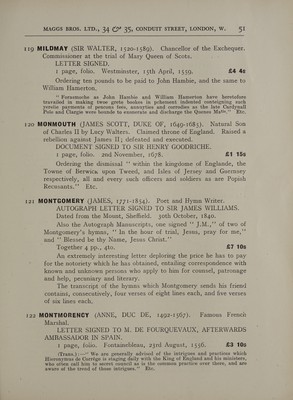 MAGGS BROS. LTD., 34 & 35, CONDUIT STREET, LONDON, W. 51
119 MILDMAY (SIR WALTER, 1520-1589). Chancellor of the Exchequer.
Commissioner at the trial of Mary Queen of Scots.
LETTER SIGNED.
1 page, folio. Westminster, 15th April, 1559. £4 4s
Ordering ten pounds to be paid to John Hambie, and the same to
William Hamerton.
"Forasmoche as John Hambie and William Hamerton have heretofore
travailed in making twoo grete bookes in pchement indented conteigning such
yerelie payments of pencons fees, annuyties and corrodies as the late Cardynall
Pole and Clargie were bounde to ennumate and discharge the Quenes Matie." Etc.
120 MONMOUTH (JAMES SCOTT, DUKE OF, 1649-1685). Natural Son
of Charles II by Lucy Walters. Claimed throne of England. Raised a
rebellion against James II; defeated and executed.
DOCUMENT SIGNED TO SIR HENRY GOODRICHE.
1 page, folio. 2nd November, 1678. £1 15s
Ordering the dismissal "within the kingdome of Englande, the
Towne of Berwick upon Tweed, and Isles of Jersey and Guernsey
respectively, all and every such officers and soldiers as are Popish
Recusants." Etc.
121 MONTGOMERY (JAMES, 1771-1854). Poet and Hymn Writer.
AUTOGRAPH LETTER SIGNED TO SIR JAMES WILLIAMS.
Dated from the Mount, Sheffield. 30th October, 1840.
Also the Autograph Manuscripts, one signed "J.M.," of two of
Montgomery's hymns, "In the hour of trial, Jesus, pray for me,"
and "Blessed be thy Name, Jesus Christ."
Together 4 pp., 4to. £7 10s
An extremely interesting letter deploring the price he has to pay
for the notoriety which he has obtained, entailing correspondence with
known and unknown persons who apply to him for counsel, patronage
and help, pecuniary and literary.
The transcript of the hymns which Montgomery sends his friend
contains, consecutively, four verses of eight lines each, and five verses
of six lines each.
122 MONTMORENCY (ANNE, DUC DE, 1492-1567). Famous French
Marshal.
LETTER SIGNED TO M. DE FOURQUEVAUX, AFTERWARDS
AMBASSADOR IN SPAIN.
1 page, folio. Fontainebleau, 23rd August, 1556. £3 10s
(Trans.):—"We are generally advised of the intrigues and practices which
Hieronymus de Corrège is staging daily with the King of England and his ministers,
who often call him to secret council as is the common practice over there, and are
aware of the trend of those intrigues." Etc.